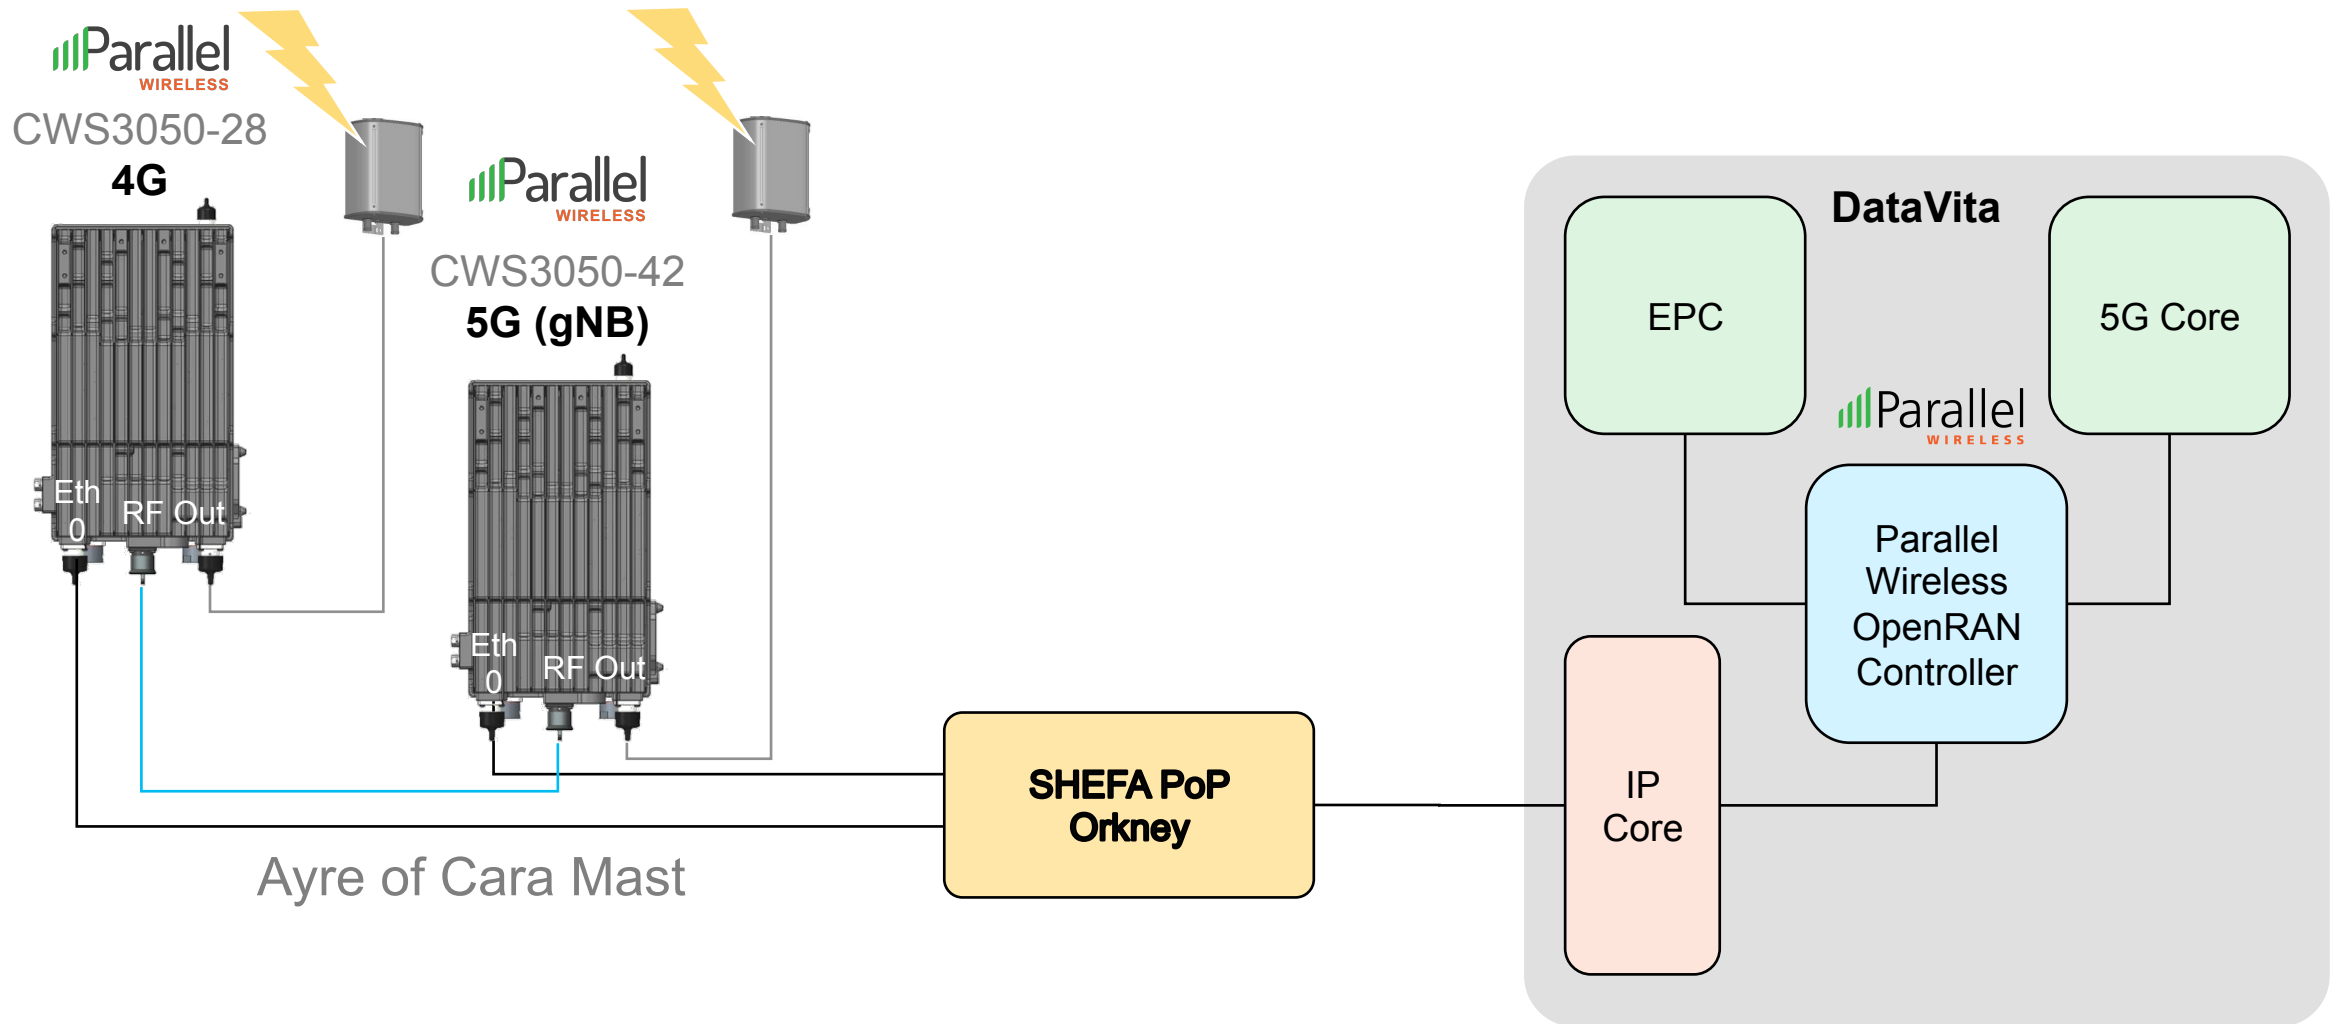 Parallel
WIRELESS
CWS3050-28
4G
Eth
0
RF Out
Parallel
WIRELESS
CWS3050-42
5G (gNB)
Eth
0
RF Out
Ayre of Cara Mast
SHEFA PoP
Orkney
DataVita
EPC
5G Core
Parallel
WIRELESS
Parallel
Wireless
OpenRAN
Controller
IP
Core